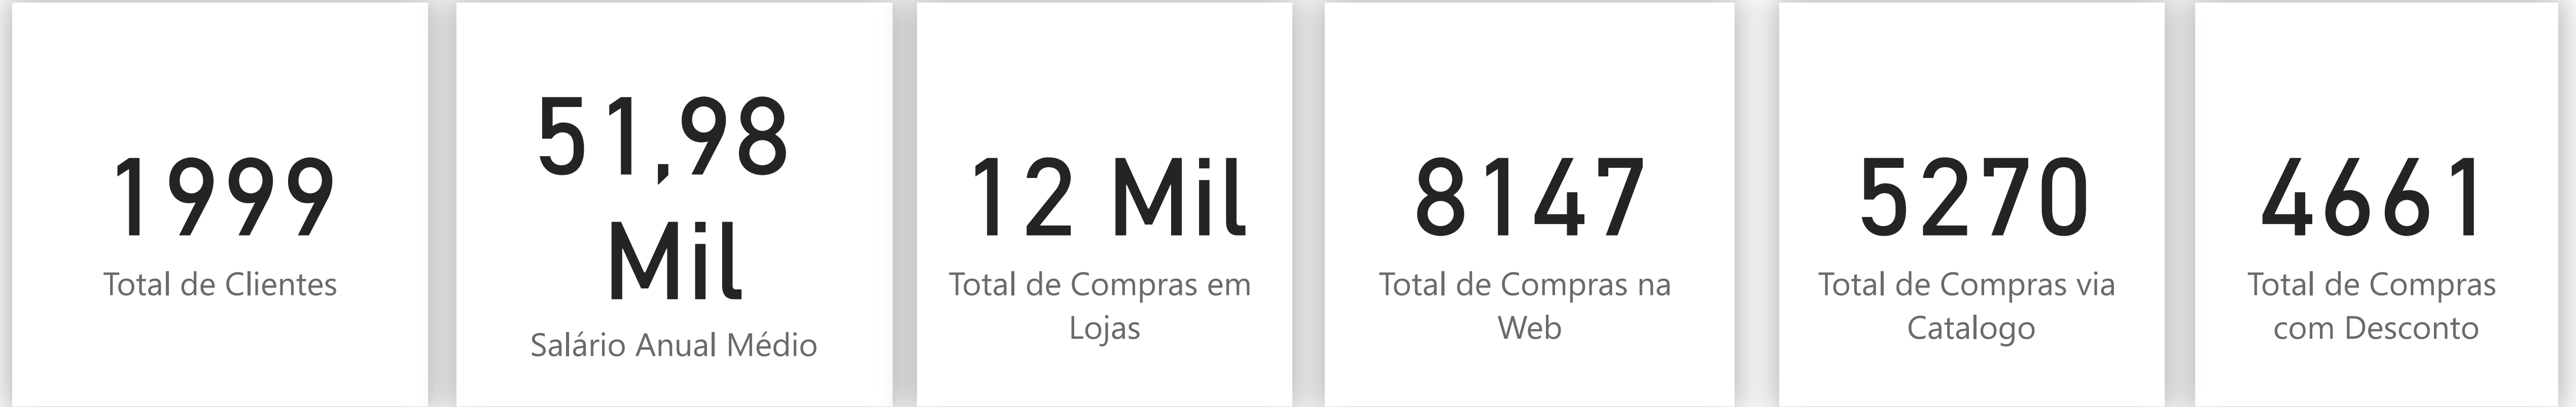 1999
Total de Clientes
51,98
Mil
Salário Anual Médio
12 Mil
Total de Compras em
Lojas
8147
Total de Compras na
Web
5270
Total de Compras via
Catalogo
4661
Total de Compras
com Desconto